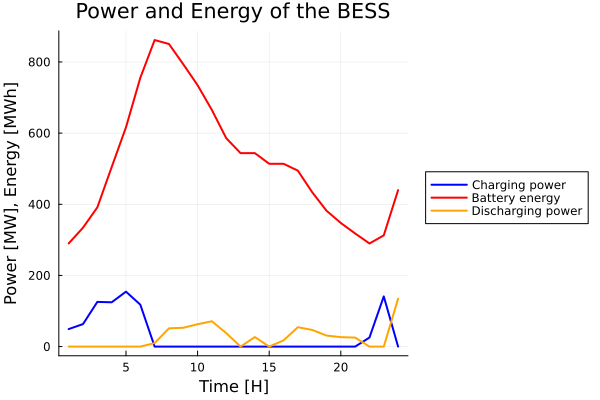 Power and Energy of the BESS
Power [MW], Energy [MWh]
800
600
400
200
0
5
10
15
20
Time [H]
Charging power
Battery energy
Discharging power